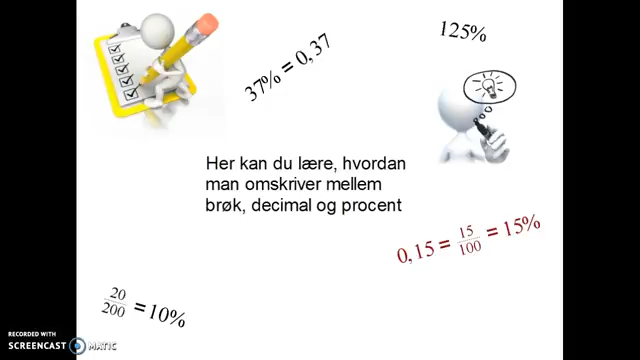 125%
37% = 0,37
Her kan du lære, hvordan
man omskriver mellem
brøk, decimal og procent
0,15 = 15/100 = 15%
20/200 = 10%
RECORDED WITH
SCREENCAST MATIC